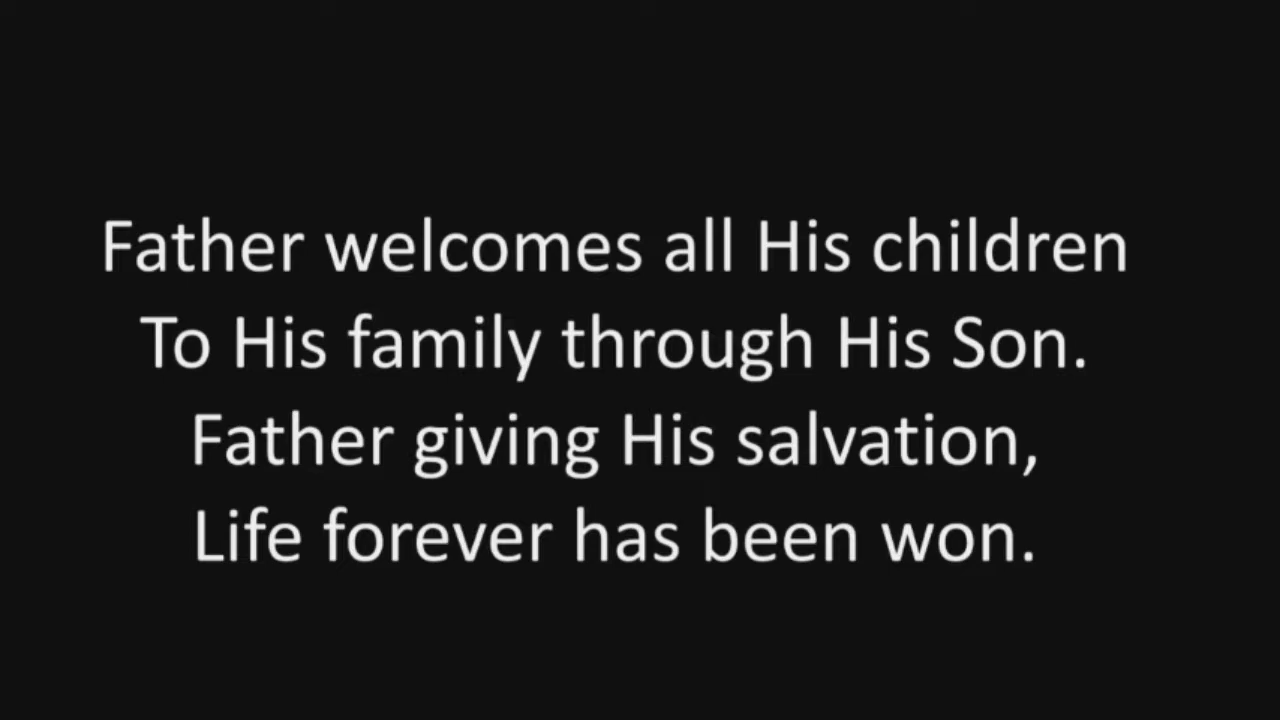 Father welcomes all His children
To His family through His Son.
Father giving His salvation,
Life forever has been won.